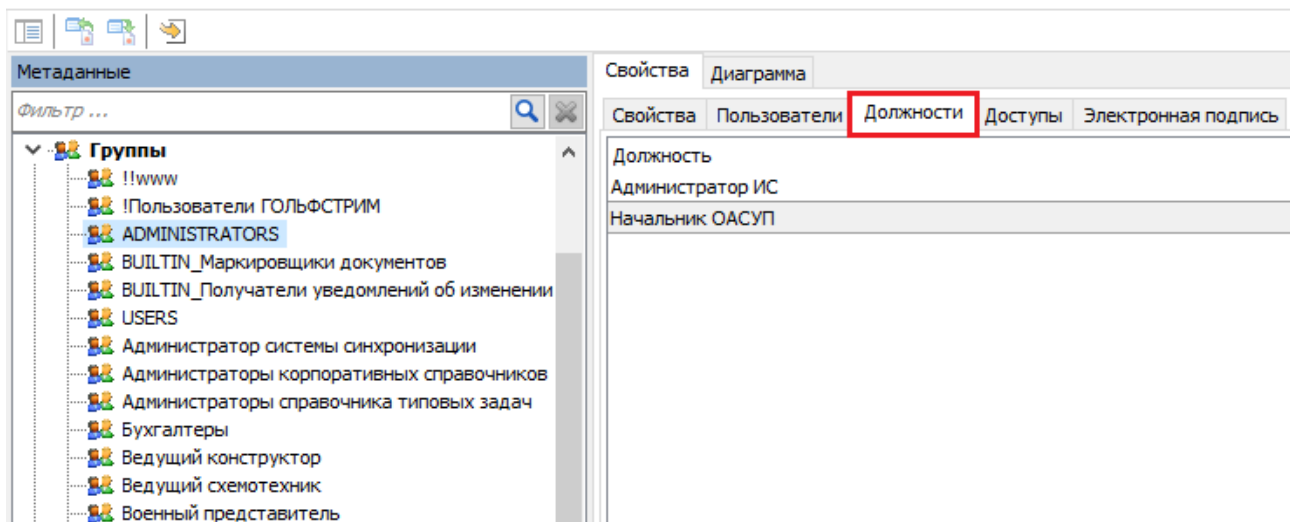 Метаданные
Фильтр ...
Группы
!!www
!Пользователи ГОЛЬФСТРИМ
ADMINISTRATORS
BUILTIN_Маркировщики документов
BUILTIN_Получатели уведомлений об изменении
USERS
Администратор системы синхронизации
Администраторы корпоративных справочников
Администраторы справочника типовых задач
Бухгалтеры
Ведущий конструктор
Ведущий схемотехник
Военный представитель
Свойства Диаграмма
Свойства Пользователи Должности Доступы Электронная подпись
Должность
Администратор ИС
Начальник ОАСУП